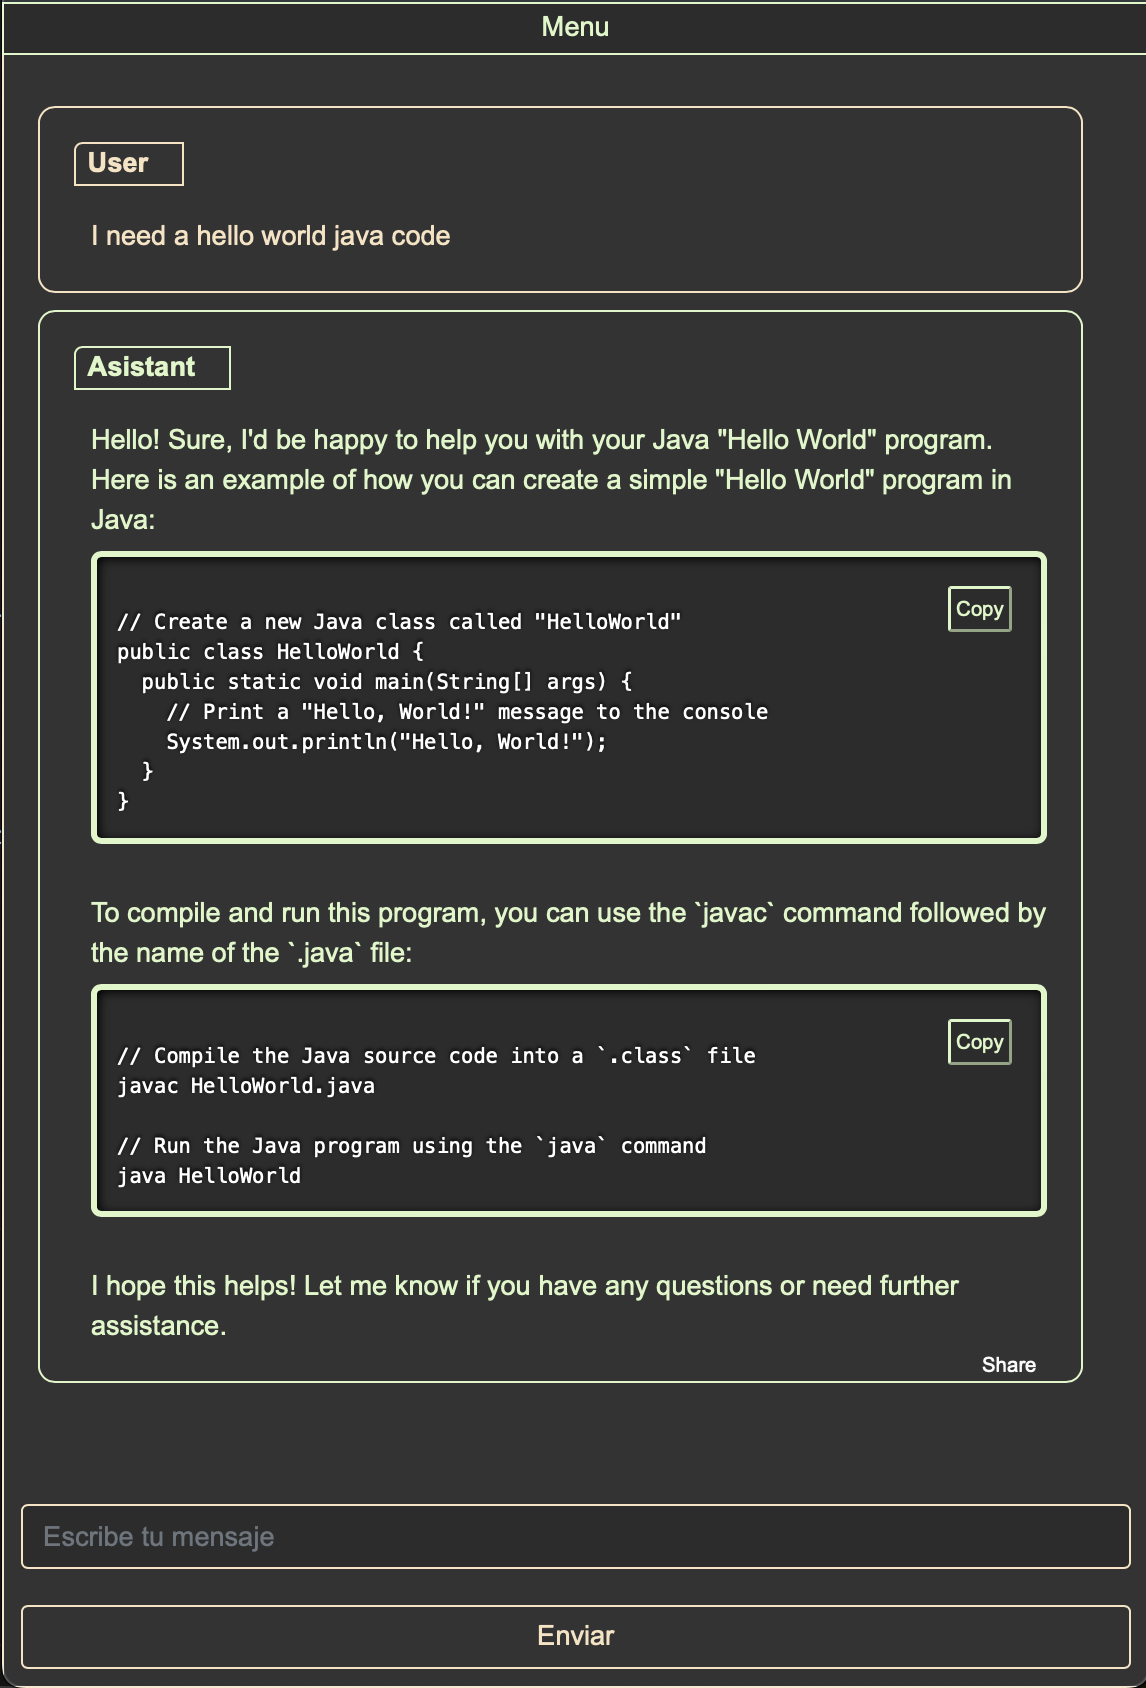 Menu
User
I need a hello world java code
Asistant
Hello! Sure, I'd be happy to help you with your Java "Hello World" program.
Here is an example of how you can create a simple "Hello World" program in
Java:
Copy
// Create a new Java class called "HelloWorld"
public class HelloWorld {
  public static void main(String[] args) {
    // Print a "Hello, World!" message to the console
    System.out.println("Hello, World!");
  }
}
To compile and run this program, you can use the `javac` command followed by
the name of the `.java` file:
Copy
// Compile the Java source code into a `.class` file
javac HelloWorld.java
// Run the Java program using the `java` command
java HelloWorld
I hope this helps! Let me know if you have any questions or need further
assistance.
Share
Escribe tu mensaje
Enviar